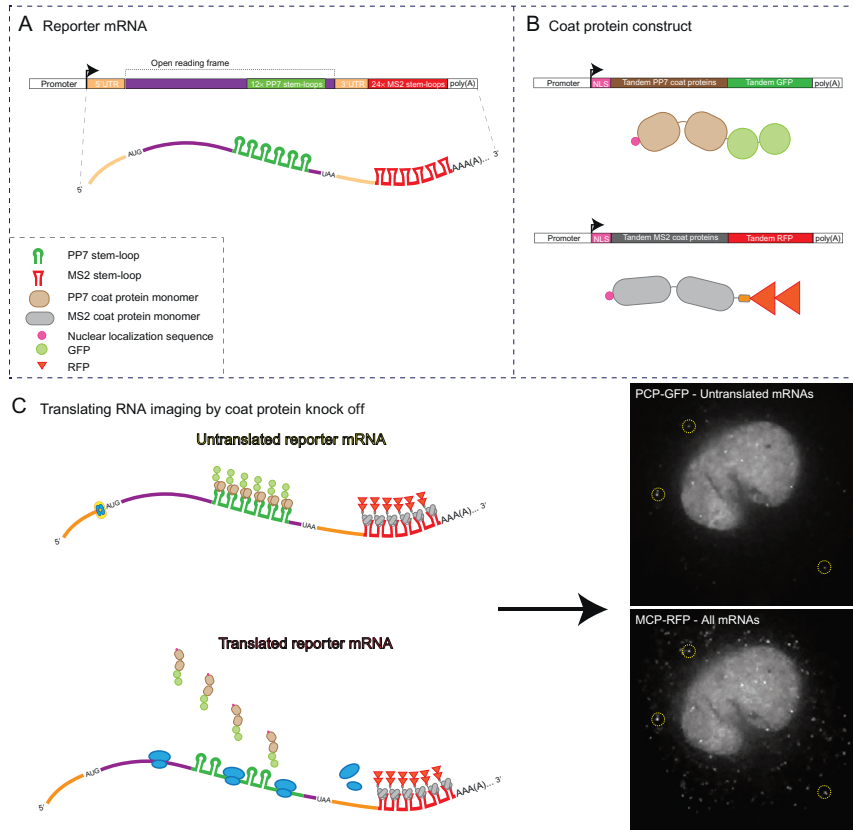 A Reporter mRNA
Open reading frame
Promoter 5'UTR 12× PP7 stem-loops 3'UTR 24× MS2 stem-loops poly(A)
5' AUG UAA AAA(A)... 3'
PP7 stem-loop
MS2 stem-loop
PP7 coat protein monomer
MS2 coat protein monomer
Nuclear localization sequence
GFP
RFP
B Coat protein construct
Promoter NLS Tandem PP7 coat proteins Tandem GFP poly(A)
Promoter NLS Tandem MS2 coat proteins Tandem RFP poly(A)
C Translating RNA imaging by coat protein knock off
Untranslated reporter mRNA
5' AUG UAA AAA(A)... 3'
Translated reporter mRNA
5' AUG UAA AAA(A)... 3'
PCP-GFP - Untranslated mRNAs
MCP-RFP - All mRNAs